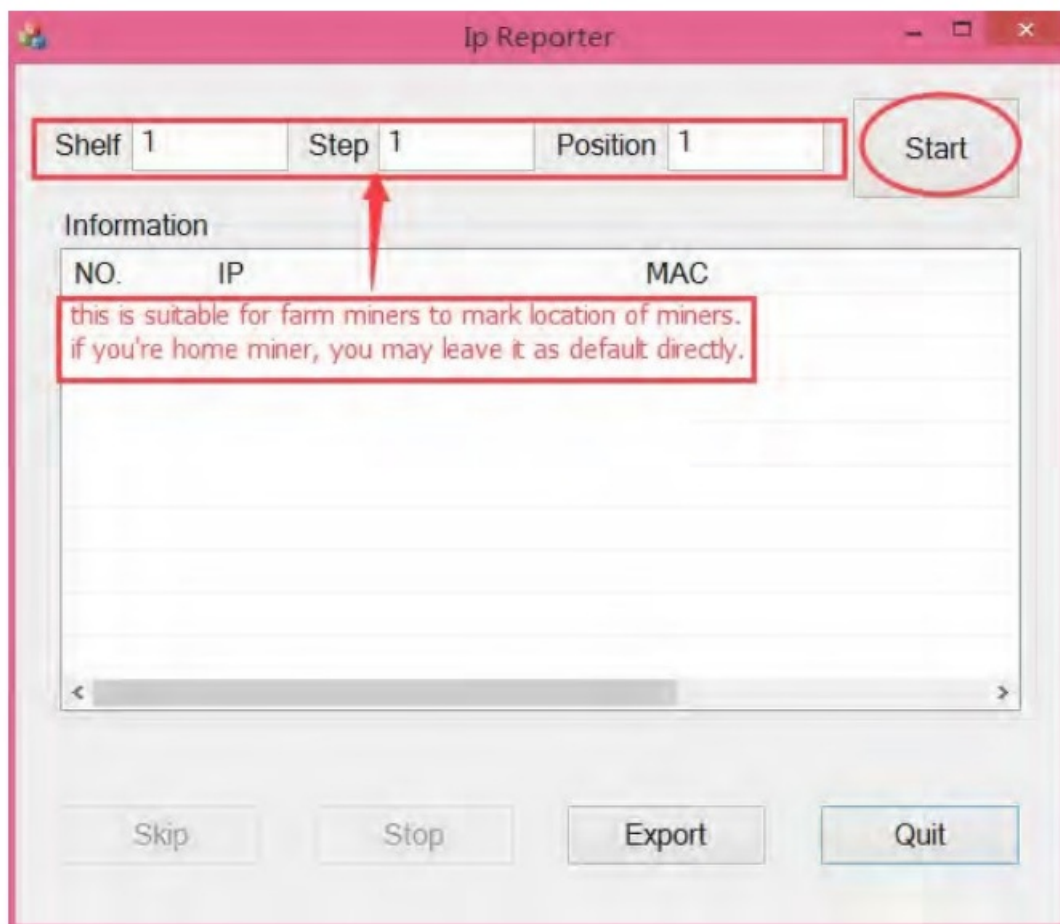 Ip Reporter
Shelf 1 Step 1 Position 1 Start
Information
NO. IP MAC
this is suitable for farm miners to mark location of miners.
if you're home miner, you may leave it as default directly.
Skip Stop Export Quit